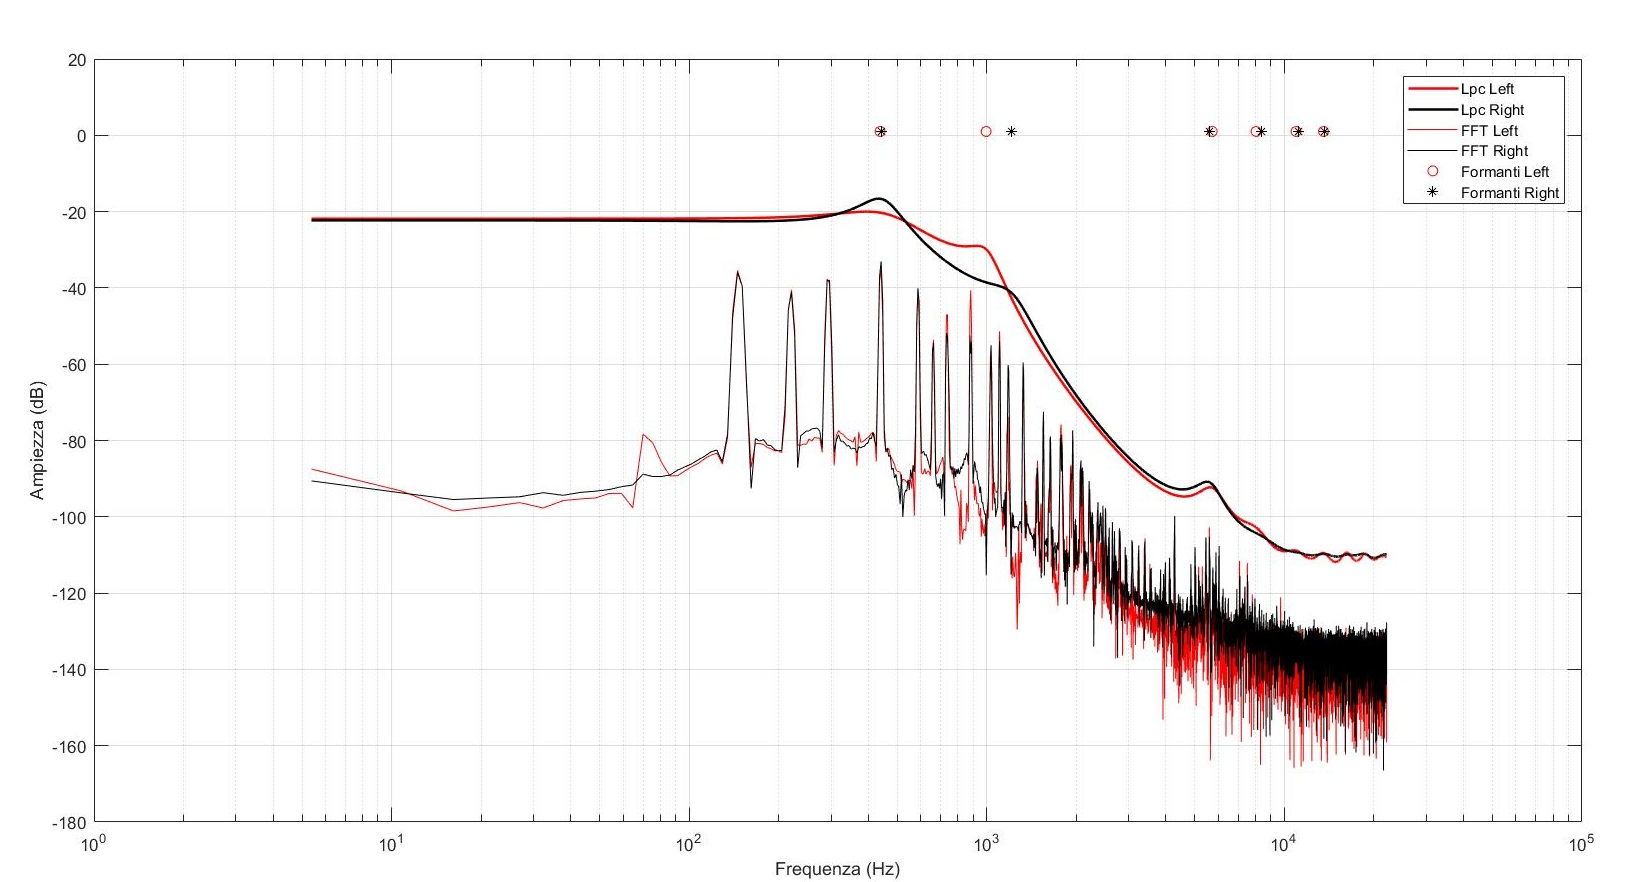 20
0
-20
-40
-60
-80
-100
-120
-140
-160
-180
Ampiezza (dB)
10^0
10^1
10^2
10^3
10^4
10^5
Frequenza (Hz)
Lpc Left
Lpc Right
FFT Left
FFT Right
Formanti Left
Formanti Right